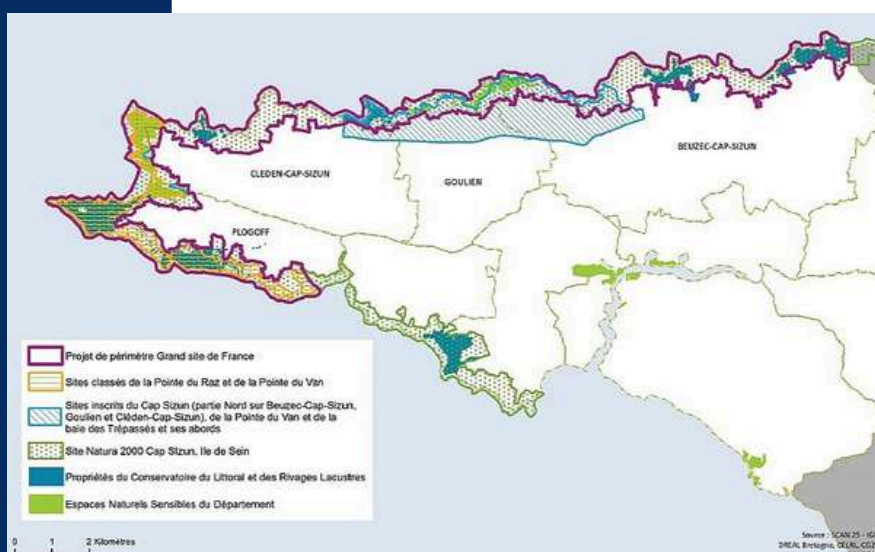 CLEDEN-CAP-SIZUN
GOULIEN
BEUZEC-CAP-SIZUN
PLOGOFF
Projet de périmètre Grand site de France
Sites classés de la Pointe du Raz et de la Pointe du Van
Sites inscrits du Cap Sizun (partie Nord sur Beuzec-Cap-Sizun,
Goulien et Cléden-Cap-Sizun), de la Pointe du Van et de la
baie des Trépassés et ses abords
Site Natura 2000 Cap Sizun, Ile de Sein
Propriétés du Conservatoire du Littoral et des Rivages Lacustres
Espaces Naturels Sensibles du Département
0 1 2 Kilomètres
Source : SCAN 25 - IG
DREAL Bretagne, CELRL, CG2